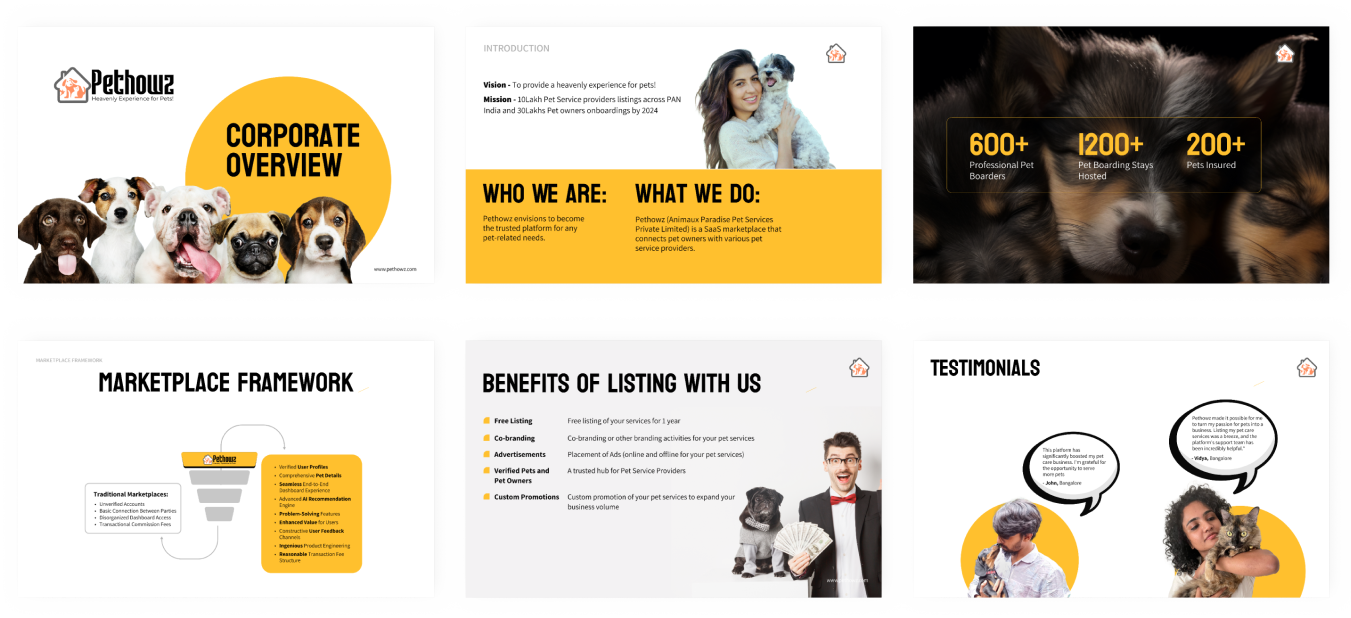 Pethowz
Heavenly Experience for Pets!
CORPORATE
OVERVIEW
www.pethowz.com
INTRODUCTION
Vision - To provide a heavenly experience for pets!
Mission - 10Lakh Pet Service providers listings across PAN
India and 30Lakhs Pet owners onboardings by 2024
WHO WE ARE:
Pethowz envisions to become
the trusted platform for any
pet-related needs.
WHAT WE DO:
Pethowz (Animaux Paradise Pet Services
Private Limited) is a SaaS marketplace that
connects pet owners with various pet
service providers.
600+
Professional Pet
Boarders
1200+
Pet Boarding Stays
Hosted
200+
Pets Insured
MARKETPLACE FRAMEWORK
MARKETPLACE FRAMEWORK
Pethowz
Traditional Marketplaces:
• Unverified Accounts
• Basic Connection Between Parties
• Disorganized Dashboard Access
• Transactional Commission Fees
• Verified User Profiles
• Comprehensive Pet Details
• Seamless End-to-End
Dashboard Experience
• Advanced AI Recommendation
Engine
• Problem-Solving Features
• Enhanced Value for Users
• Constructive User Feedback
Channels
• Ingenious Product Engineering
• Reasonable Transaction Fee
Structure
BENEFITS OF LISTING WITH US
Free Listing Free listing of your services for 1 year
Co-branding Co-branding or other branding activities for your pet services
Advertisements Placement of Ads (online and offline for your pet services)
Verified Pets and A trusted hub for Pet Service Providers
Pet Owners
Custom Promotions Custom promotion of your pet services to expand your
business volume
www.pethowz.com
TESTIMONIALS
This platform has
significantly boosted my pet
care business. I'm grateful for
the opportunity to serve
more pets
- John, Bangalore
Pethowz made it possible for me
to turn my passion for pets into a
business. Listing my pet care
services was a breeze, and the
platform's support team has
been incredibly helpful."
- Vidya, Bangalore